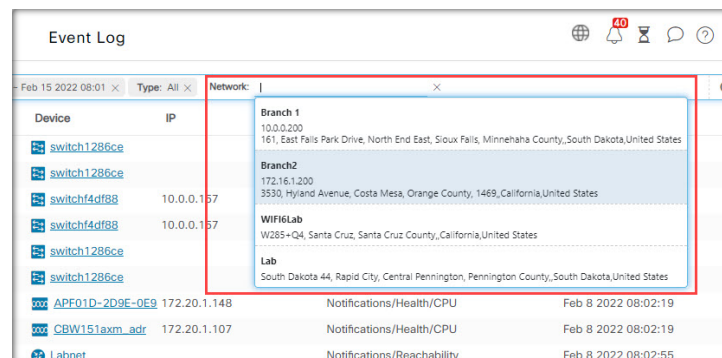 Event Log
40
?
- Feb 15 2022 08:01 × Type: All × Network: ×
Device IP
Branch 1
10.0.0.200
161, East Falls Park Drive, North End East, Sioux Falls, Minnehaha County,,South Dakota,United States
switch1286ce
switch1286ce
Branch2
172.16.1.200
3530, Hyland Avenue, Costa Mesa, Orange County, 1469,,California,United States
switchf4df88 10.0.0.157
switchf4df88 10.0.0.157
WIFI6Lab
W285+Q4, Santa Cruz, Santa Cruz County,,California,United States
switch1286ce
Lab
South Dakota 44, Rapid City, Central Pennington, Pennington County,,South Dakota,United States
switch1286ce
APF01D-2D9E-0E9 172.20.1.148 Notifications/Health/CPU Feb 8 2022 08:02:19
CBW151axm_adr 172.20.1.107 Notifications/Health/CPU Feb 8 2022 08:02:19
Labnet Notifications/Reachability Feb 8 2022 08:02:55